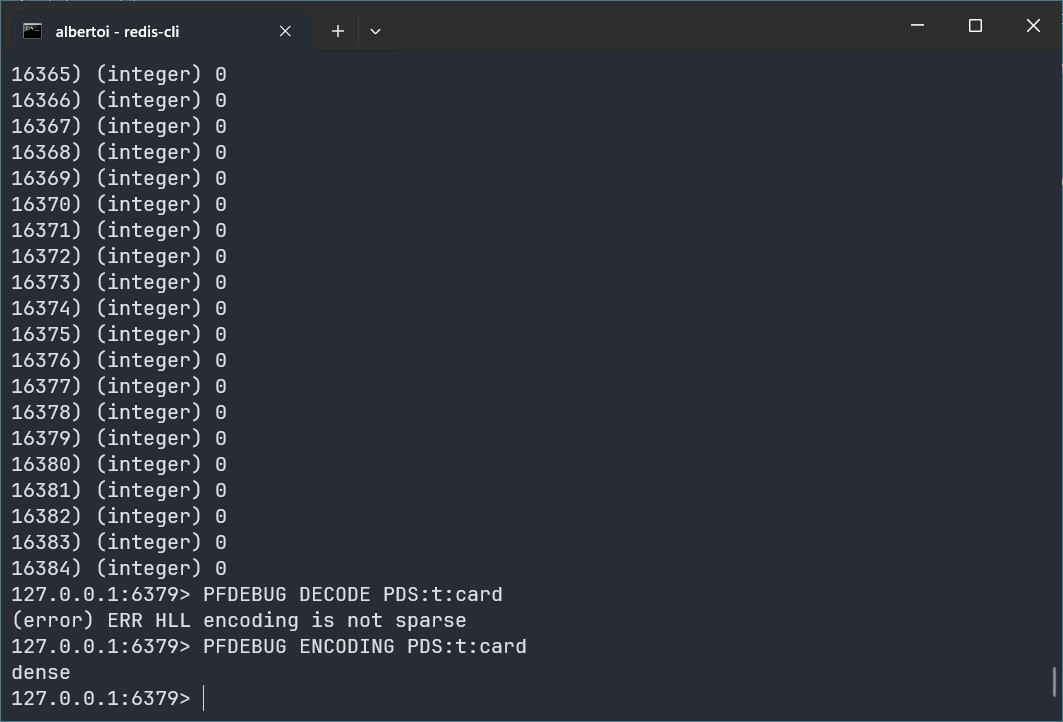 albertoi - redis-cli
16365) (integer) 0
16366) (integer) 0
16367) (integer) 0
16368) (integer) 0
16369) (integer) 0
16370) (integer) 0
16371) (integer) 0
16372) (integer) 0
16373) (integer) 0
16374) (integer) 0
16375) (integer) 0
16376) (integer) 0
16377) (integer) 0
16378) (integer) 0
16379) (integer) 0
16380) (integer) 0
16381) (integer) 0
16382) (integer) 0
16383) (integer) 0
16384) (integer) 0
127.0.0.1:6379> PFDEBUG DECODE PDS:t:card
(error) ERR HLL encoding is not sparse
127.0.0.1:6379> PFDEBUG ENCODING PDS:t:card
dense
127.0.0.1:6379>